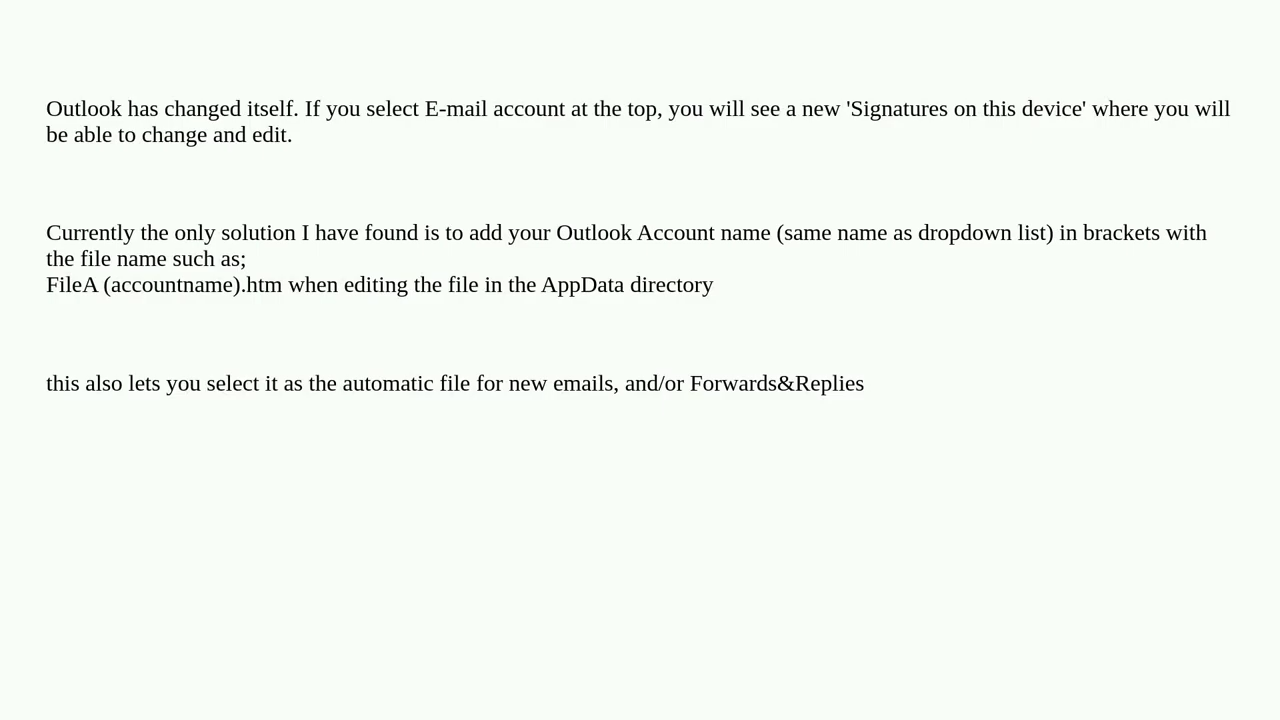 Outlook has changed itself. If you select E-mail account at the top, you will see a new 'Signatures on this device' where you will
be able to change and edit.
Currently the only solution I have found is to add your Outlook Account name (same name as dropdown list) in brackets with
the file name such as;
FileA (accountname).htm when editing the file in the AppData directory
this also lets you select it as the automatic file for new emails, and/or Forwards&Replies